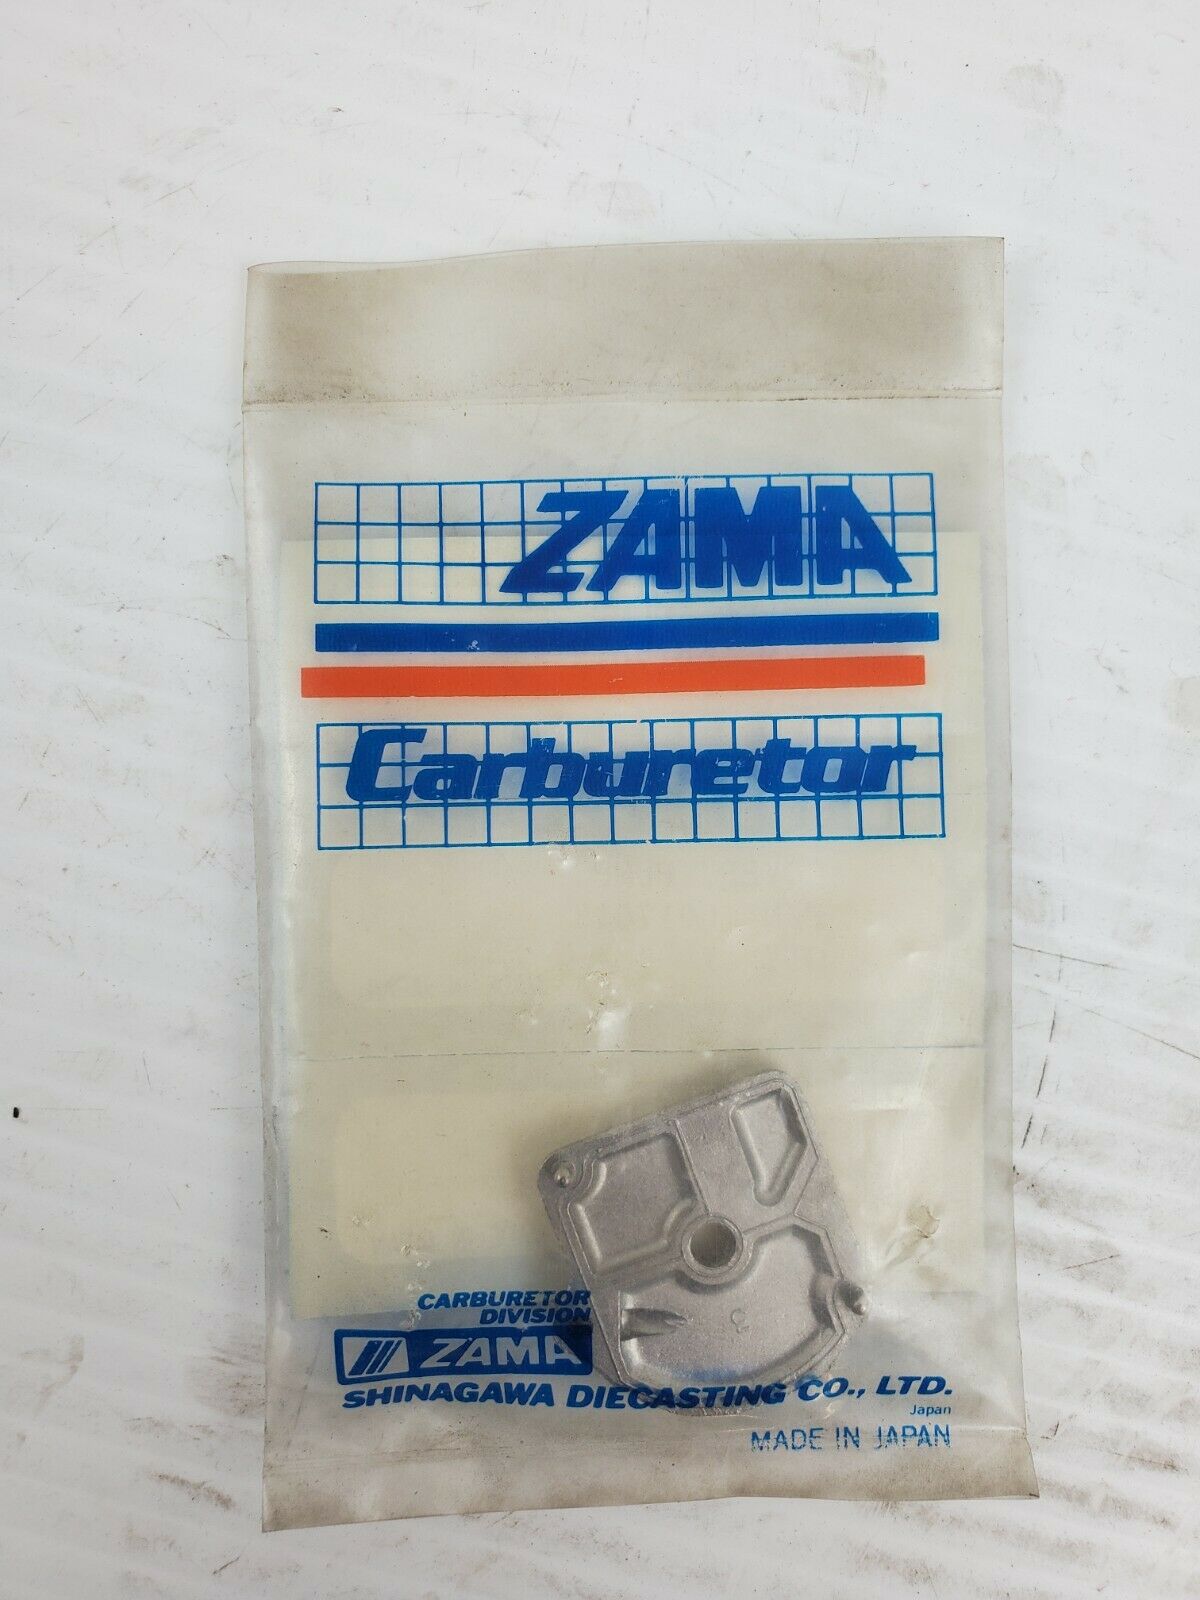 ZAMA
Carburetor
CARBURETOR
DIVISION
ZAMA
SHINAGAWA DIECASTING CO., LTD.
Japan
MADE IN JAPAN